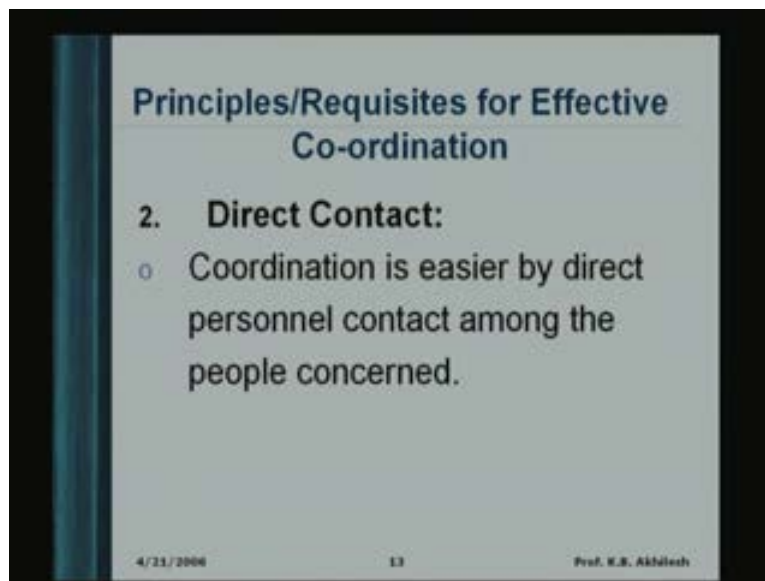 Principles/Requisites for Effective
Co-ordination
2. Direct Contact:
o Coordination is easier by direct
personnel contact among the
people concerned.
4/21/2006 13 Prof. K.B. Akhilesh